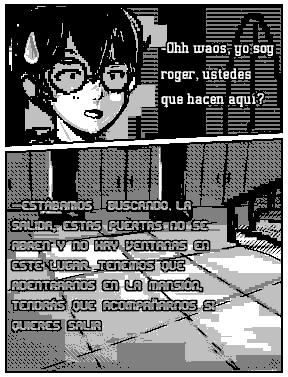 -Ohh waos, yo soy
roger, ustedes
que hacen aqui?
-ESTABAMOS BUSCANDO LA
SALIDA, ESTAS PUERTAS NO SE
ABREN Y NO HAY VENTANAS EN
ESTE LUGAR. TENEMOS QUE
ADENTRARNOS EN LA MANSIÓN,
TENDRÁS QUE ACOMPAÑARNOS SI
QUIERES SALIR